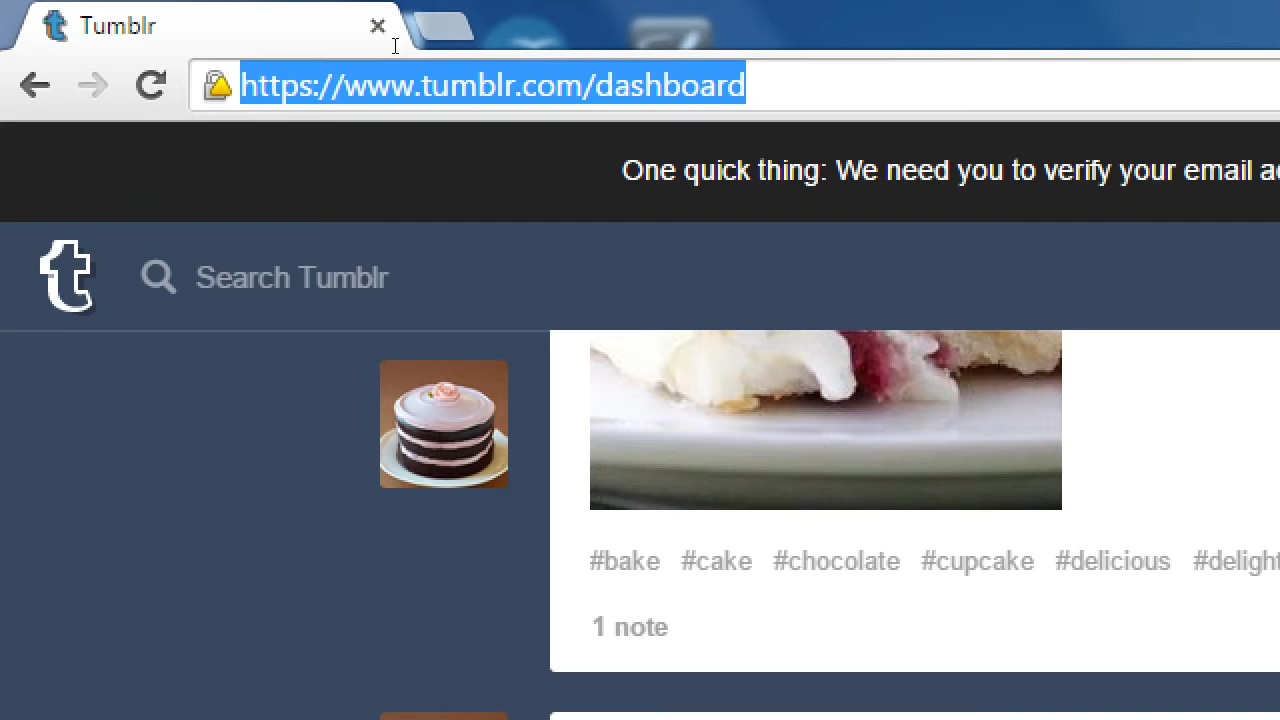 Tumblr
https://www.tumblr.com/dashboard
One quick thing: We need you to verify your email
t Search Tumblr
#bake #cake #chocolate #cupcake #delicious #delight
1 note